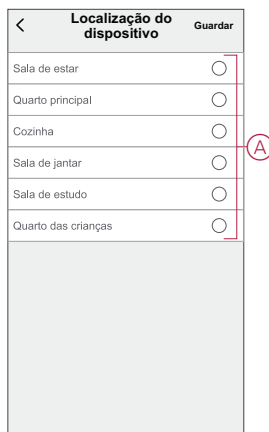 Localização do
dispositivo
Guardar
Sala de estar
Quarto principal
Cozinha
Sala de jantar
Sala de estudo
Quarto das crianças
A